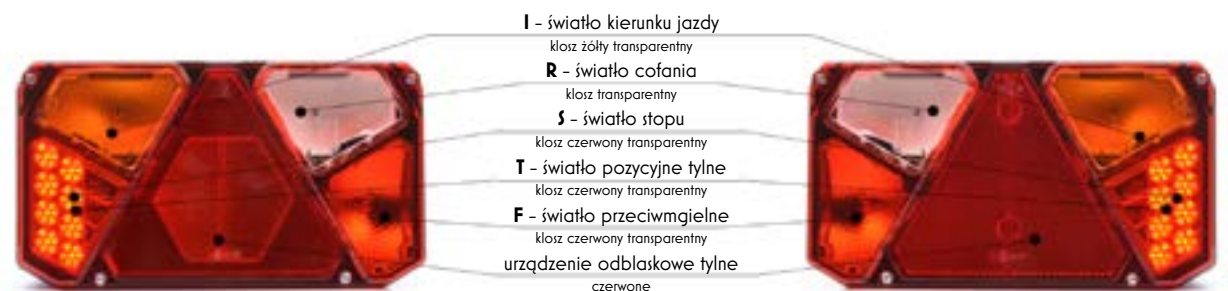 I - światło kierunku jazdy
klosz żółty transparentny
R - światło cofania
klosz transparentny
S - światło stopu
klosz czerwony transparentny
T - światło pozycyjne tylne
klosz czerwony transparentny
F - światło przeciwmgielne
klosz czerwony transparentny
urządzenie odblaskowe tylne
czerwone